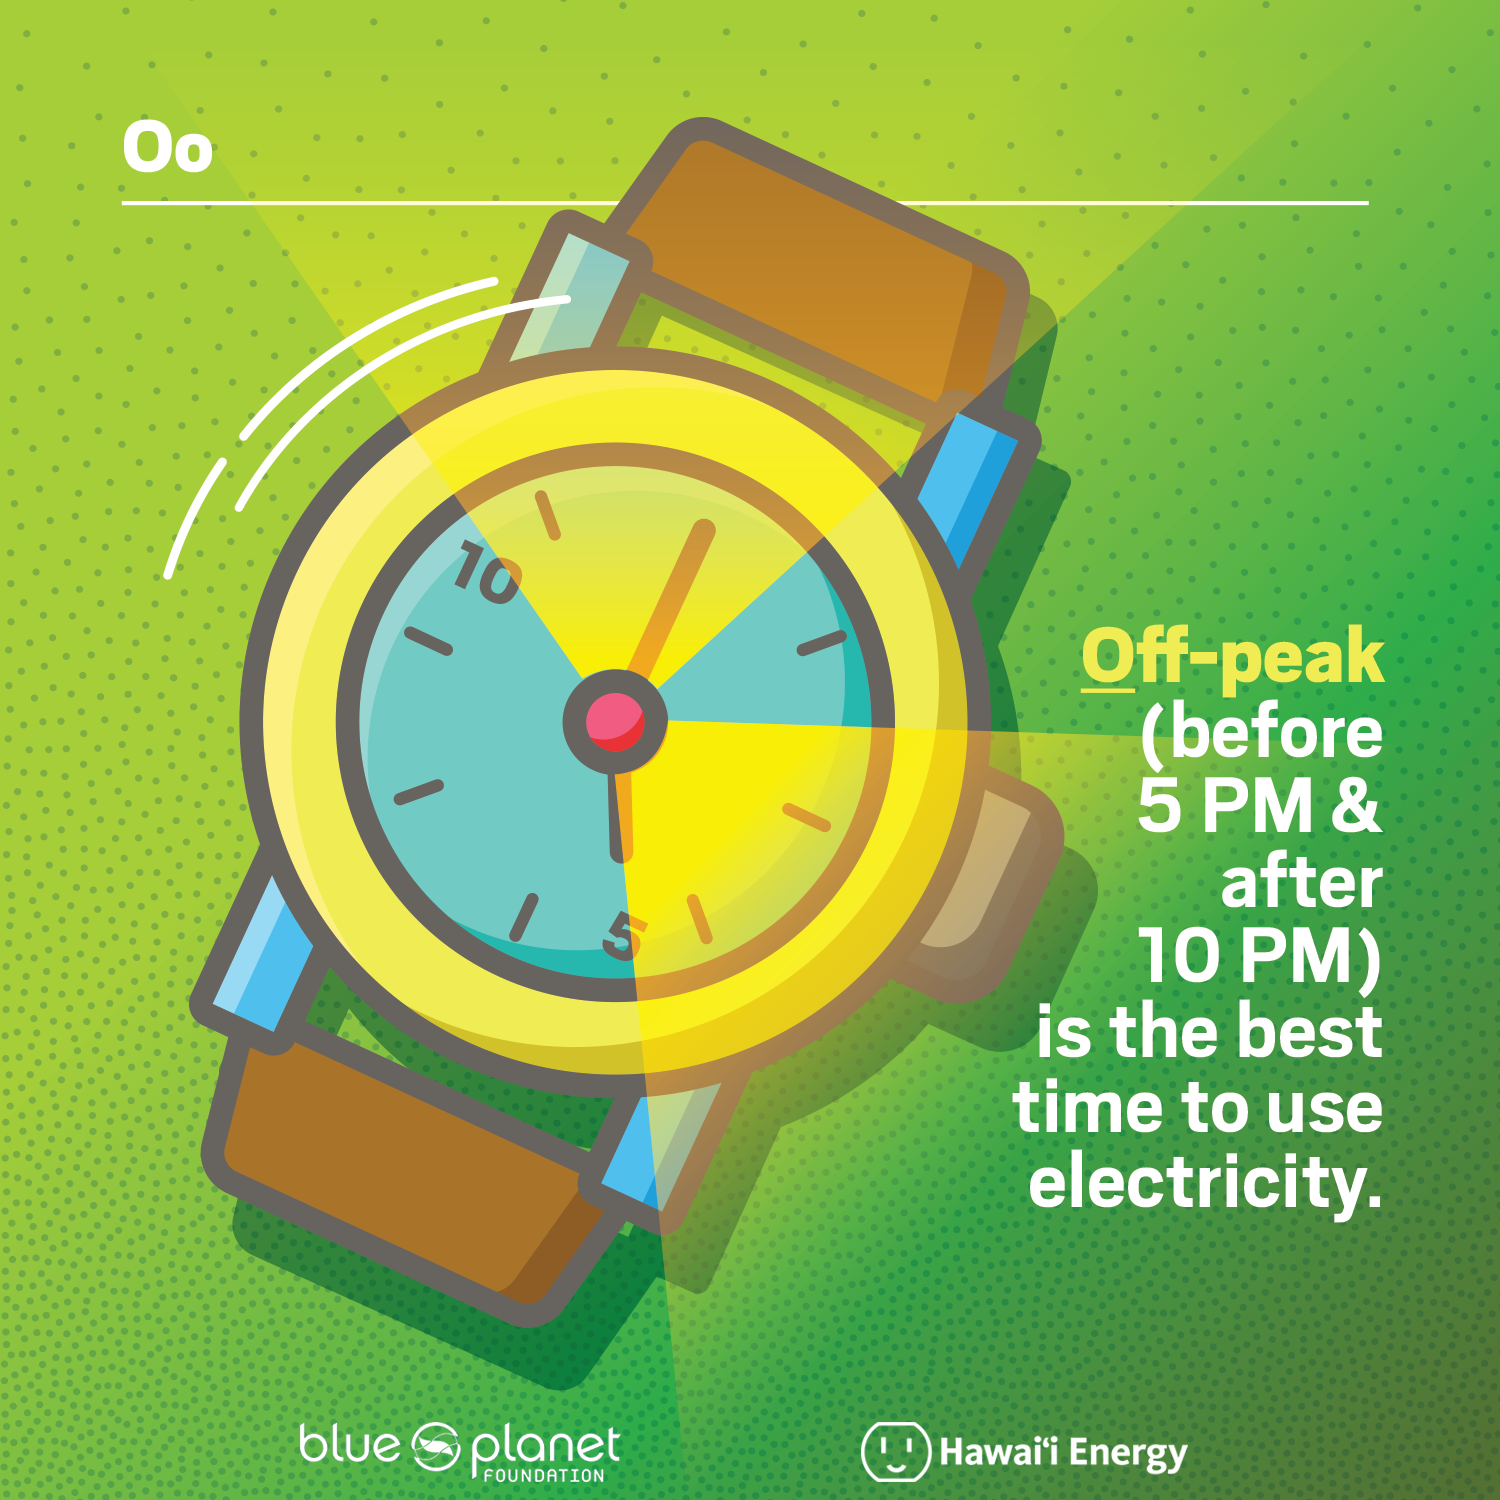 Oo
10
5
Off-peak
(before
5 PM &
after
10 PM)
is the best
time to use
electricity.
blue planet
FOUNDATION
Hawai‘i Energy